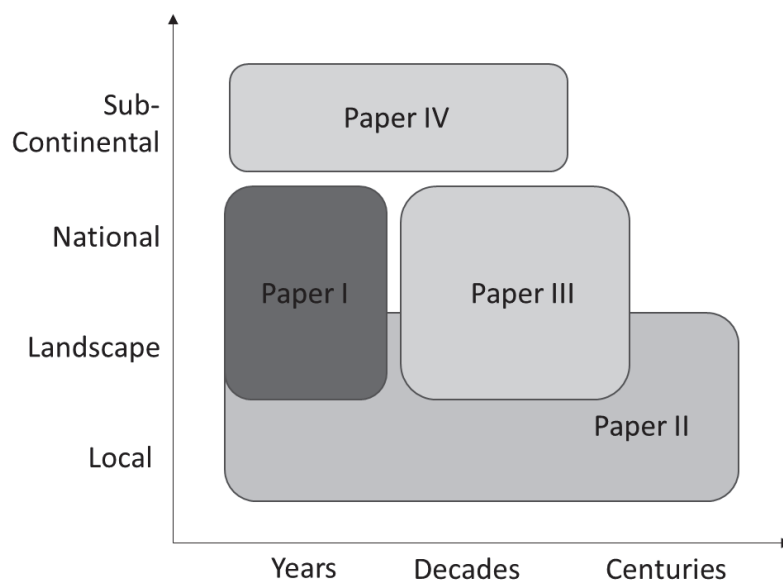 Sub-
Continental
Paper IV
National
Paper I
Paper III
Landscape
Paper II
Local
Years
Decades
Centuries